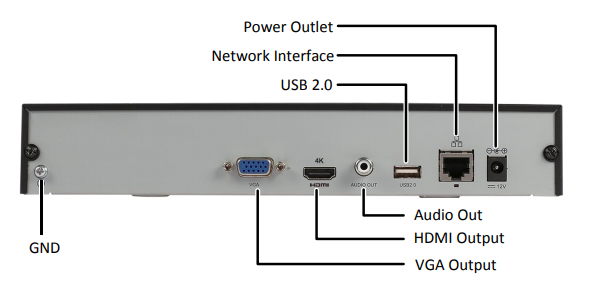 Power Outlet
Network Interface
USB 2.0
4K
HDMI
VGA
AUDIO OUT
USB2.0
12V
Audio Out
HDMI Output
GND
VGA Output